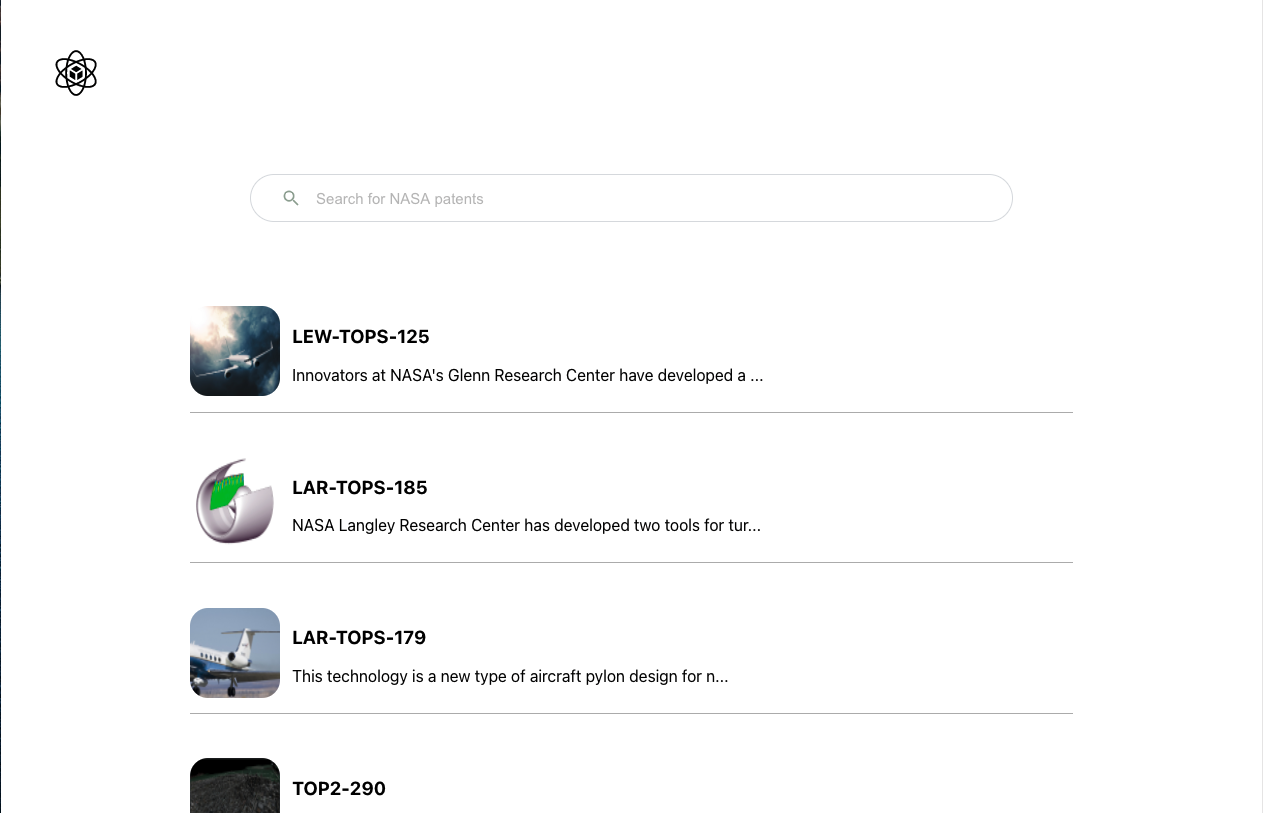 Search for NASA patents
LEW-TOPS-125
Innovators at NASA's Glenn Research Center have developed a ...
LAR-TOPS-185
NASA Langley Research Center has developed two tools for tur...
LAR-TOPS-179
This technology is a new type of aircraft pylon design for n...
TOP2-290